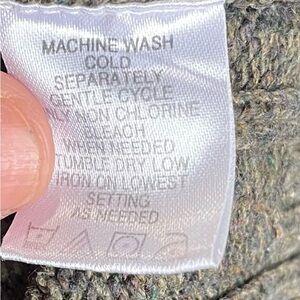 MACHINE WASH
COLD
SEPARATELY
GENTLE CYCLE
NLY NON CHLORINE
BLEACH
WHEN NEEDED
TUMBLE DRY LOW
IRON ON LOWEST
SETTING
AS NEEDED